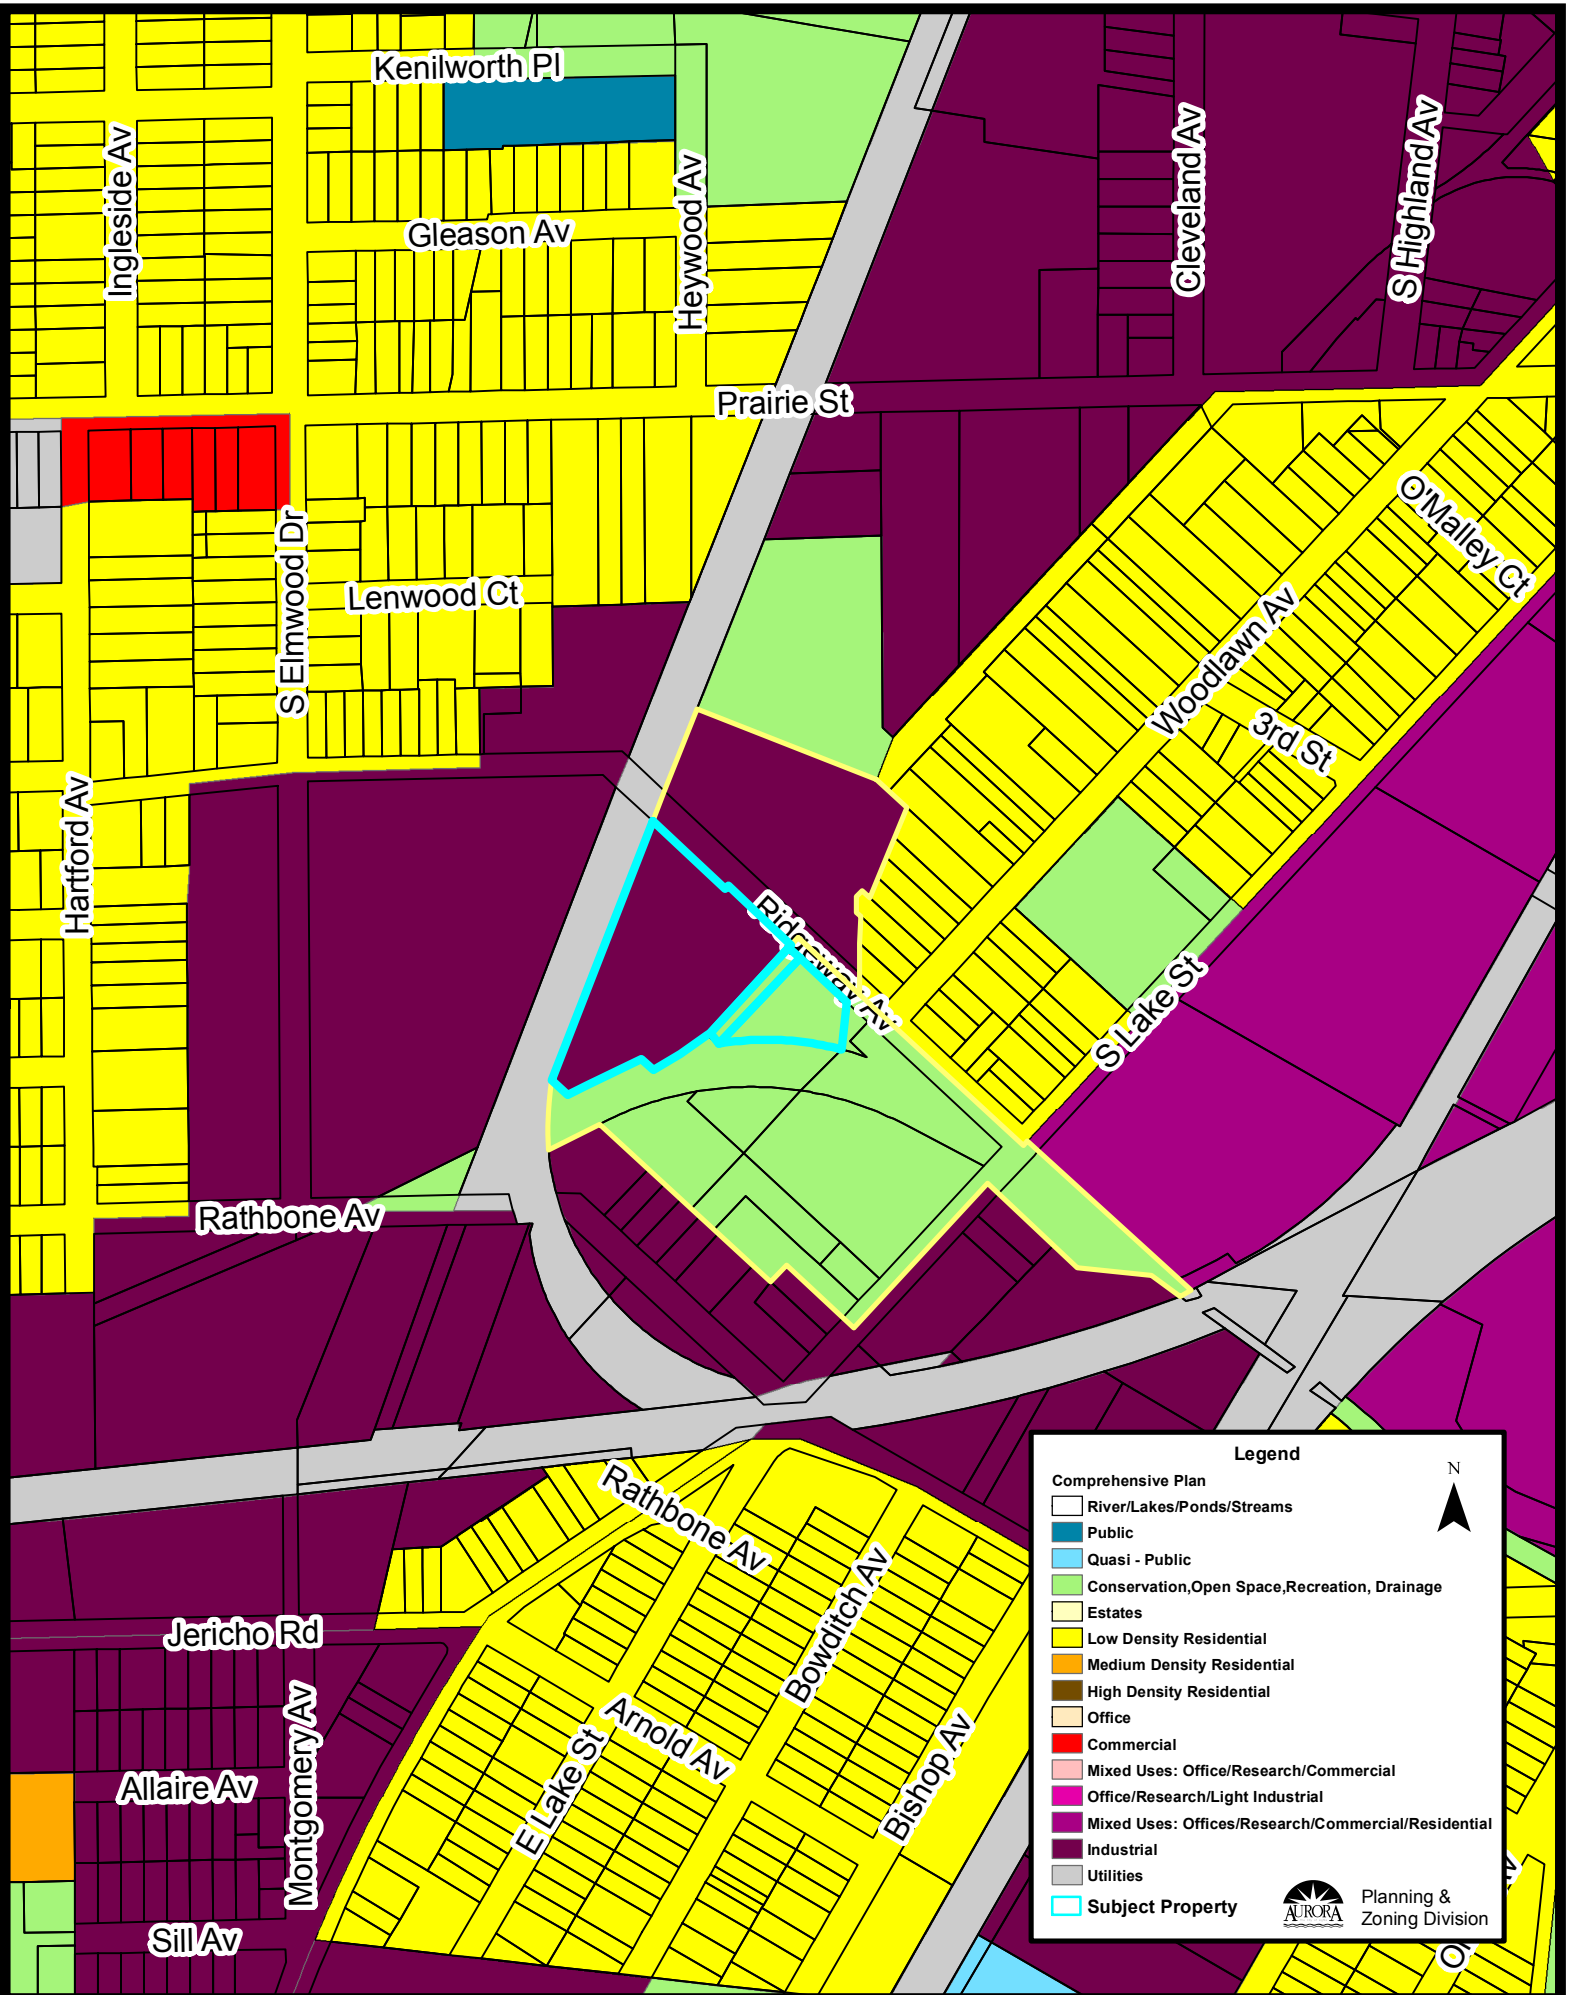 Kenilworth Pl
Ingleside Av
Gleason Av
Heywood Av
Cleveland Av
S Highland Av
Prairie St
S Elmwood Dr
Lenwood Ct
O'Malley Ct
Woodlawn Av
3rd St
Hartford Av
Ridgeway Av
S Lake St
Rathbone Av
Rathbone Av
Jericho Rd
Bowditch Av
Arnold Av
E Lake St
Bishop Av
Montgomery Av
Allaire Av
Sill Av
Legend
N
Comprehensive Plan
River/Lakes/Ponds/Streams
Public
Quasi - Public
Conservation,Open Space,Recreation, Drainage
Estates
Low Density Residential
Medium Density Residential
High Density Residential
Office
Commercial
Mixed Uses: Office/Research/Commercial
Office/Research/Light Industrial
Mixed Uses: Offices/Research/Commercial/Residential
Industrial
Utilities
Subject Property
AURORA
Planning &
Zoning Division